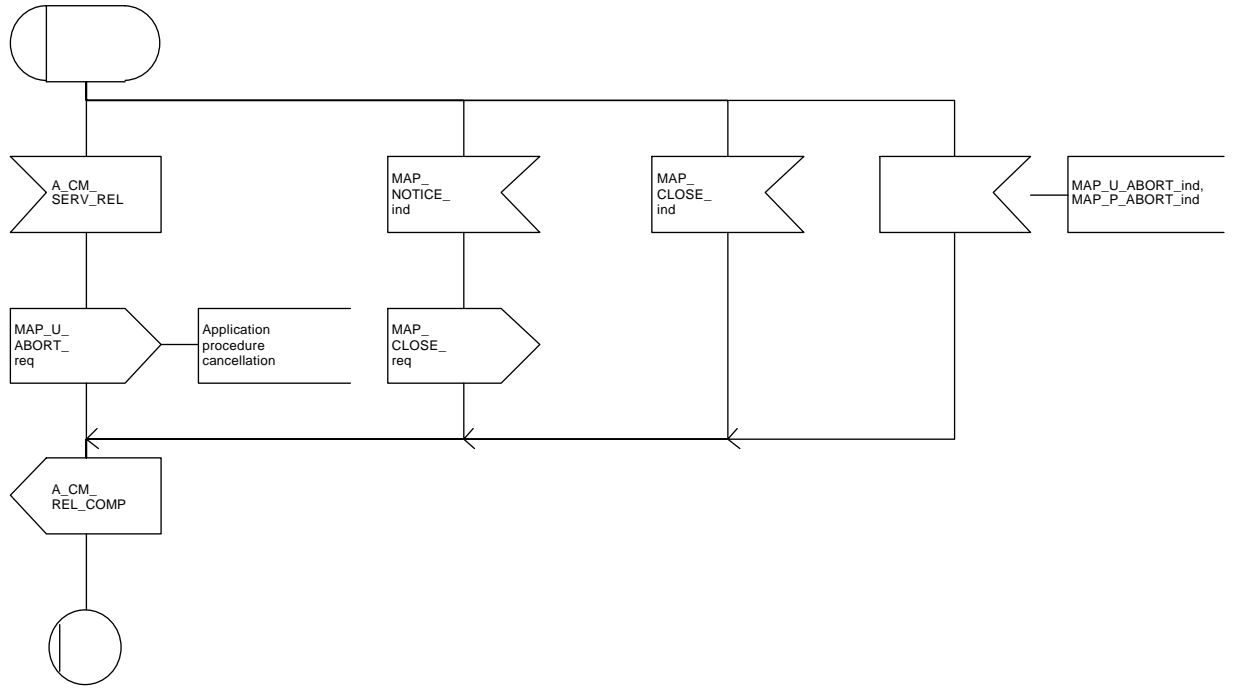 A_CM_
SERV_REL
MAP_
NOTICE_
ind
MAP_
CLOSE_
ind
MAP_U_ABORT_ind,
MAP_P_ABORT_ind
MAP_U_
ABORT_
req
Application
procedure
cancellation
MAP_
CLOSE_
req
A_CM_
REL_COMP